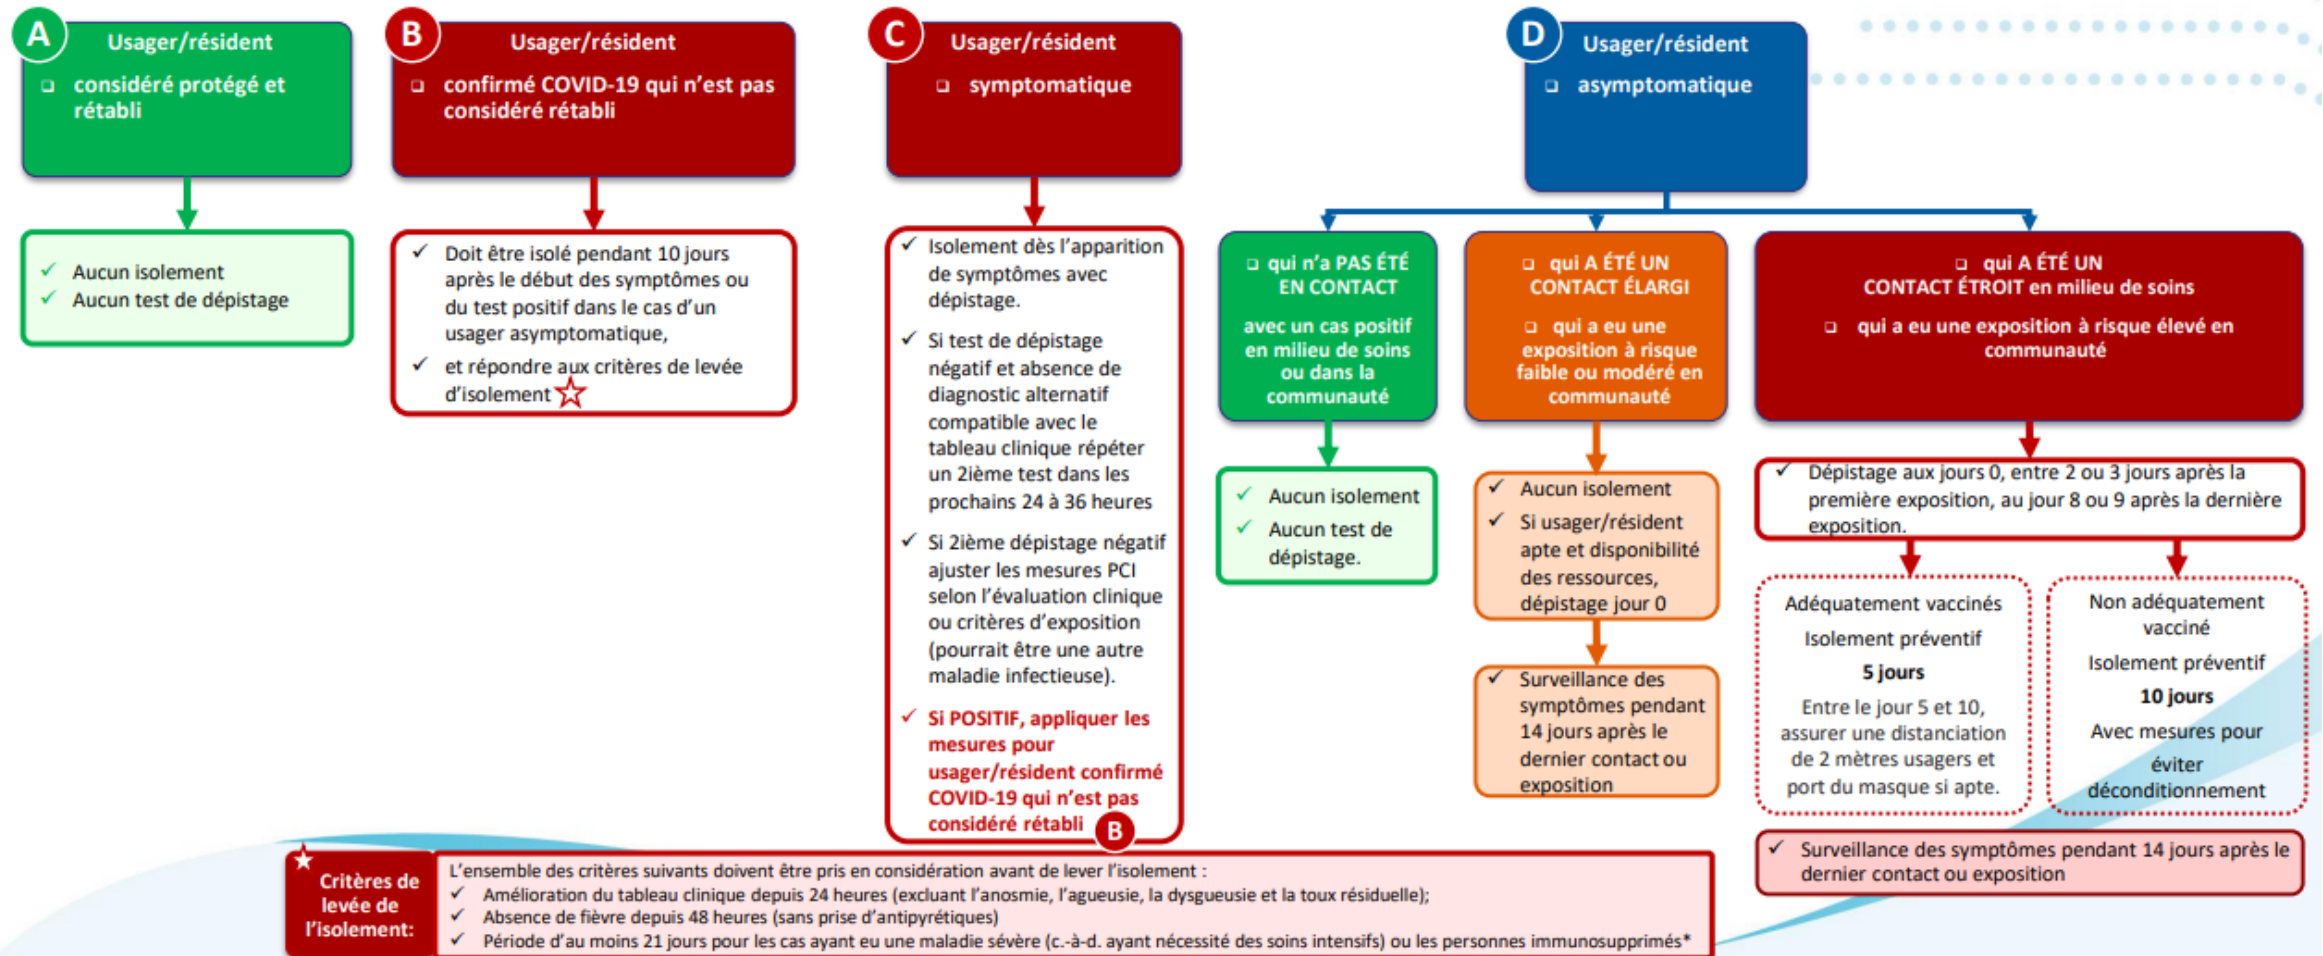 A
Usager/résident
considéré protégé et
rétabli
Aucun isolement
Aucun test de dépistage
B
Usager/résident
confirmé COVID-19 qui n'est pas
considéré rétabli
Doit être isolé pendant 10 jours
après le début des symptômes ou
du test positif dans le cas d'un
usager asymptomatique,
et répondre aux critères de levée
d'isolement
C
Usager/résident
symptomatique
Isolement dès l'apparition
de symptômes avec
dépistage.
Si test de dépistage
négatif et absence de
diagnostic alternatif
compatible avec le
tableau clinique répéter
un 2ième test dans les
prochains 24 à 36 heures
Si 2ième dépistage négatif
ajuster les mesures PCI
selon l'évaluation clinique
ou critères d'exposition
(pourrait être une autre
maladie infectieuse).
Si POSITIF, appliquer les
mesures pour
usager/résident confirmé
COVID-19 qui n'est pas
considéré rétabli
B
D
Usager/résident
asymptomatique
qui n'a PAS ÉTÉ
EN CONTACT
avec un cas positif
en milieu de soins
ou dans la
communauté
Aucun isolement
Aucun test de
dépistage.
qui A ÉTÉ UN
CONTACT ÉLARGI
qui a eu une
exposition à risque
faible ou modéré en
communauté
Aucun isolement
Si usager/résident
apte et disponibilité
des ressources,
dépistage jour 0
Surveillance des
symptômes pendant
14 jours après le
dernier contact ou
exposition
qui A ÉTÉ UN
CONTACT ÉTROIT en milieu de soins
qui a eu une exposition à risque élevé en
communauté
Dépistage aux jours 0, entre 2 ou 3 jours après la
première exposition, au jour 8 ou 9 après la dernière
exposition.
Adéquatement vaccinés
Isolement préventif
5 jours
Entre le jour 5 et 10,
assurer une distanciation
de 2 mètres usagers et
port du masque si apte.
Non adéquatement
vacciné
Isolement préventif
10 jours
Avec mesures pour
éviter
déconditionnement
Surveillance des symptômes pendant 14 jours après le
dernier contact ou exposition
Critères de
levée de
l'isolement:
L'ensemble des critères suivants doivent être pris en considération avant de lever l'isolement :
Amélioration du tableau clinique depuis 24 heures (excluant l'anosmie, l'agueusie, la dysgueusie et la toux résiduelle);
Absence de fièvre depuis 48 heures (sans prise d'antipyrétiques)
Période d'au moins 21 jours pour les cas ayant eu une maladie sévère (c.-à-d. ayant nécessité des soins intensifs) ou les personnes immunosupprimés*